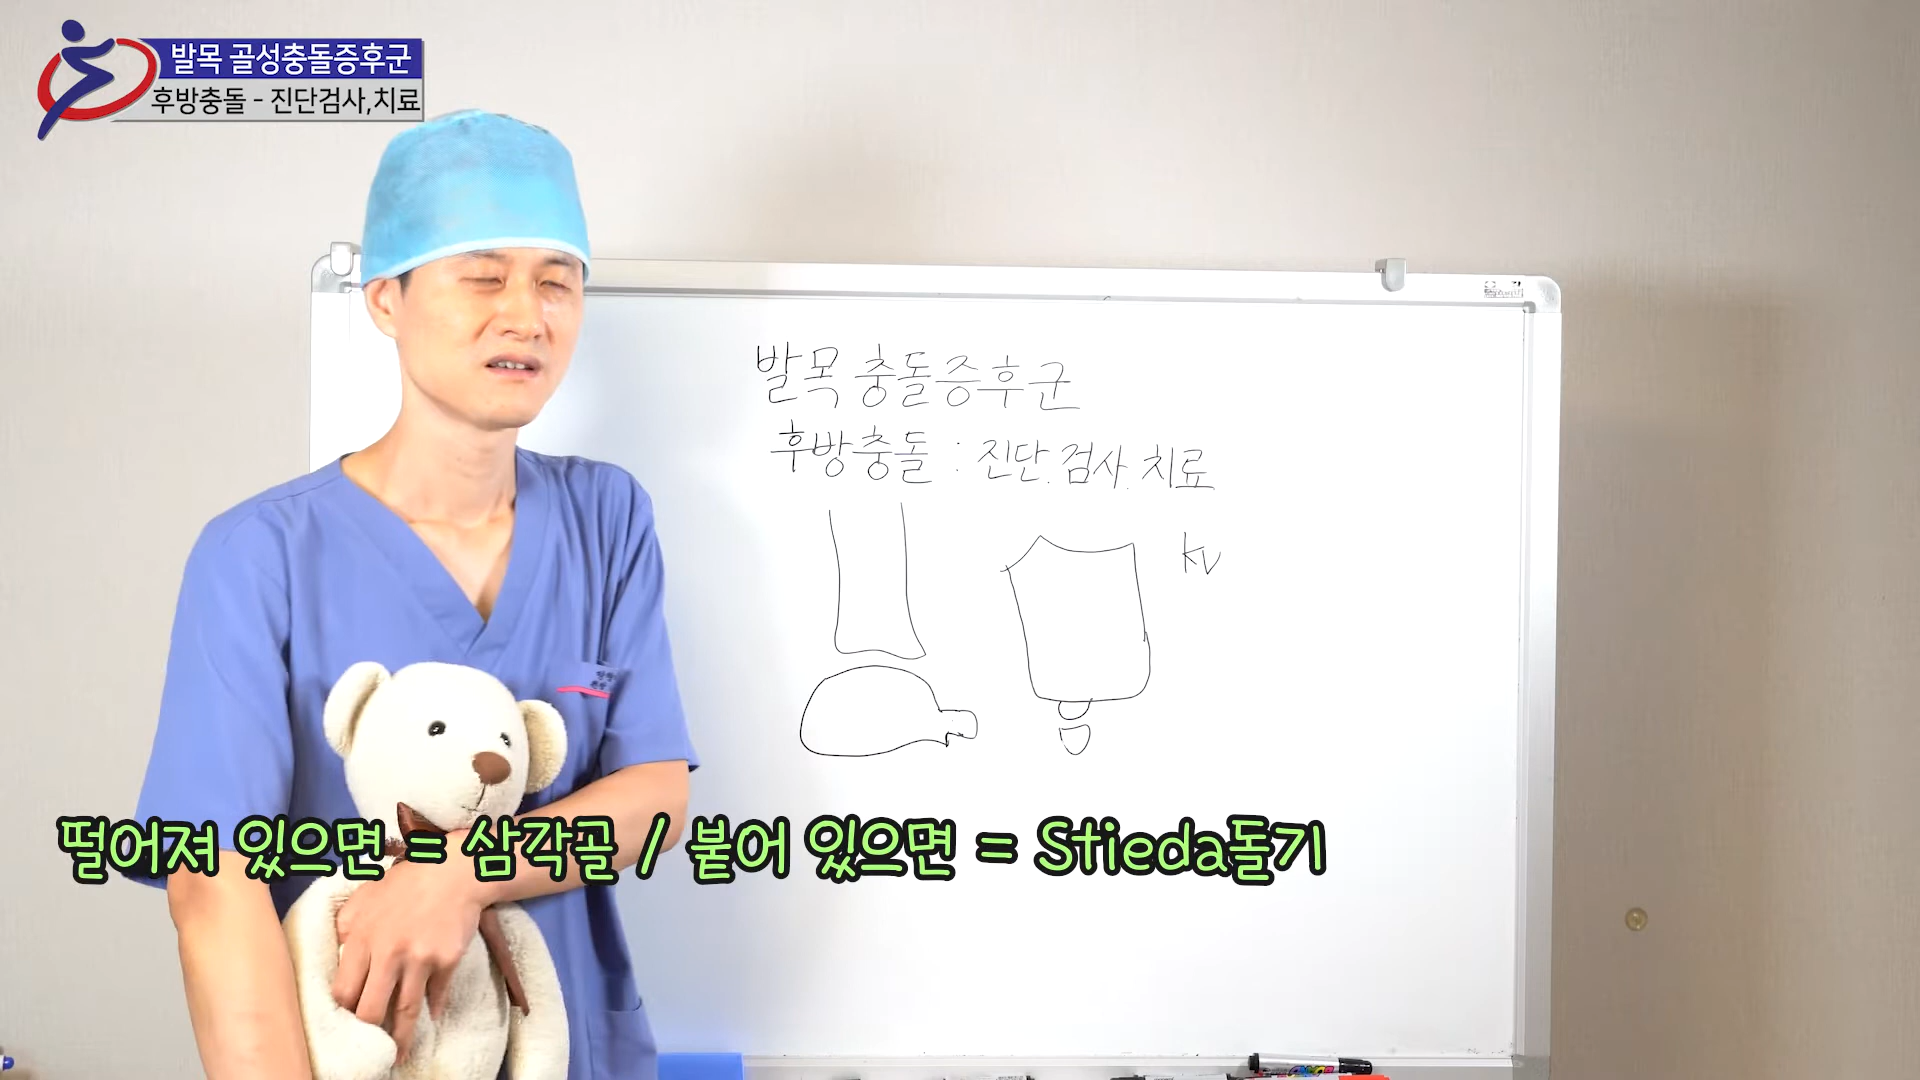 발목 골성충돌증후군
후방충돌 - 진단검사,치료
발목 충돌증후군
후방충돌 : 진단.검사.치료
kv
떨어져 있으면 = 삼각골 / 붙어 있으면 = Stieda돌기